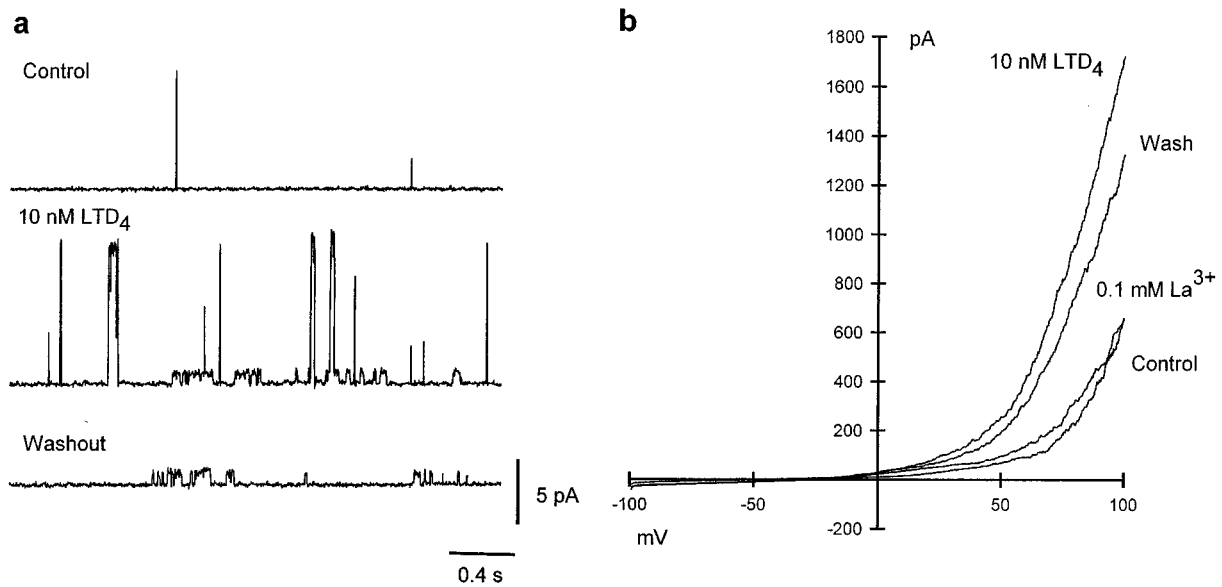 a
Control
10 nM LTD4
Washout
5 pA
0.4 s
b
1800
pA
1600
10 nM LTD4
1400
Wash
1200
1000
800
0.1 mM La3+
600
Control
400
200
-100
-50
50
100
mV
-200